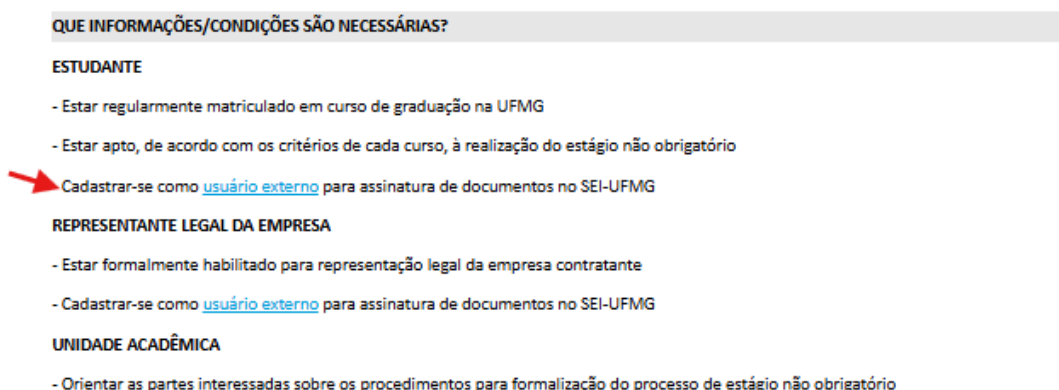 QUE INFORMAÇÕES/CONDIÇÕES SÃO NECESSÁRIAS?
ESTUDANTE
- Estar regularmente matriculado em curso de graduação na UFMG
- Estar apto, de acordo com os critérios de cada curso, à realização do estágio não obrigatório
Cadastrar-se como usuário externo para assinatura de documentos no SEI-UFMG
REPRESENTANTE LEGAL DA EMPRESA
- Estar formalmente habilitado para representação legal da empresa contratante
- Cadastrar-se como usuário externo para assinatura de documentos no SEI-UFMG
UNIDADE ACADÊMICA
- Orientar as partes interessadas sobre os procedimentos para formalização do processo de estágio não obrigatório